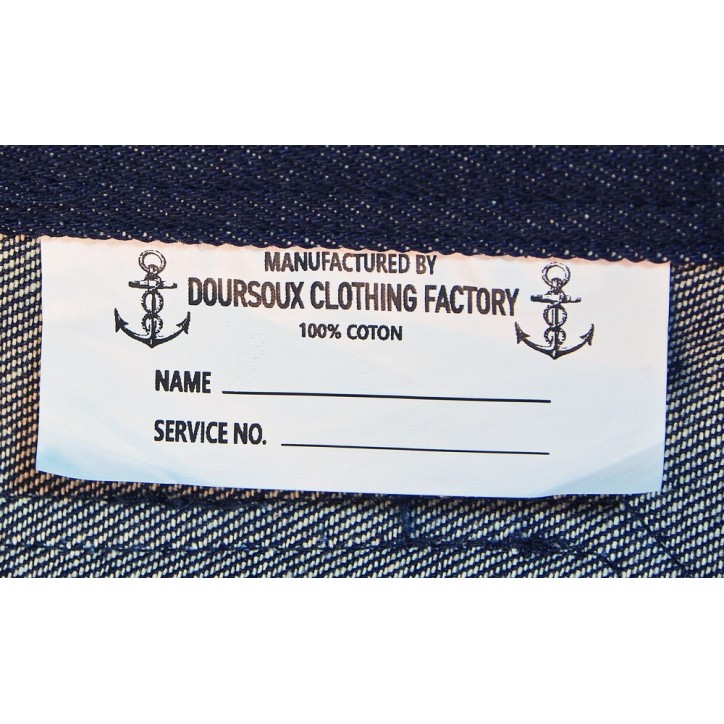 MANUFACTURED BY
DOURSOUX CLOTHING FACTORY
100% COTON
NAME
SERVICE NO.